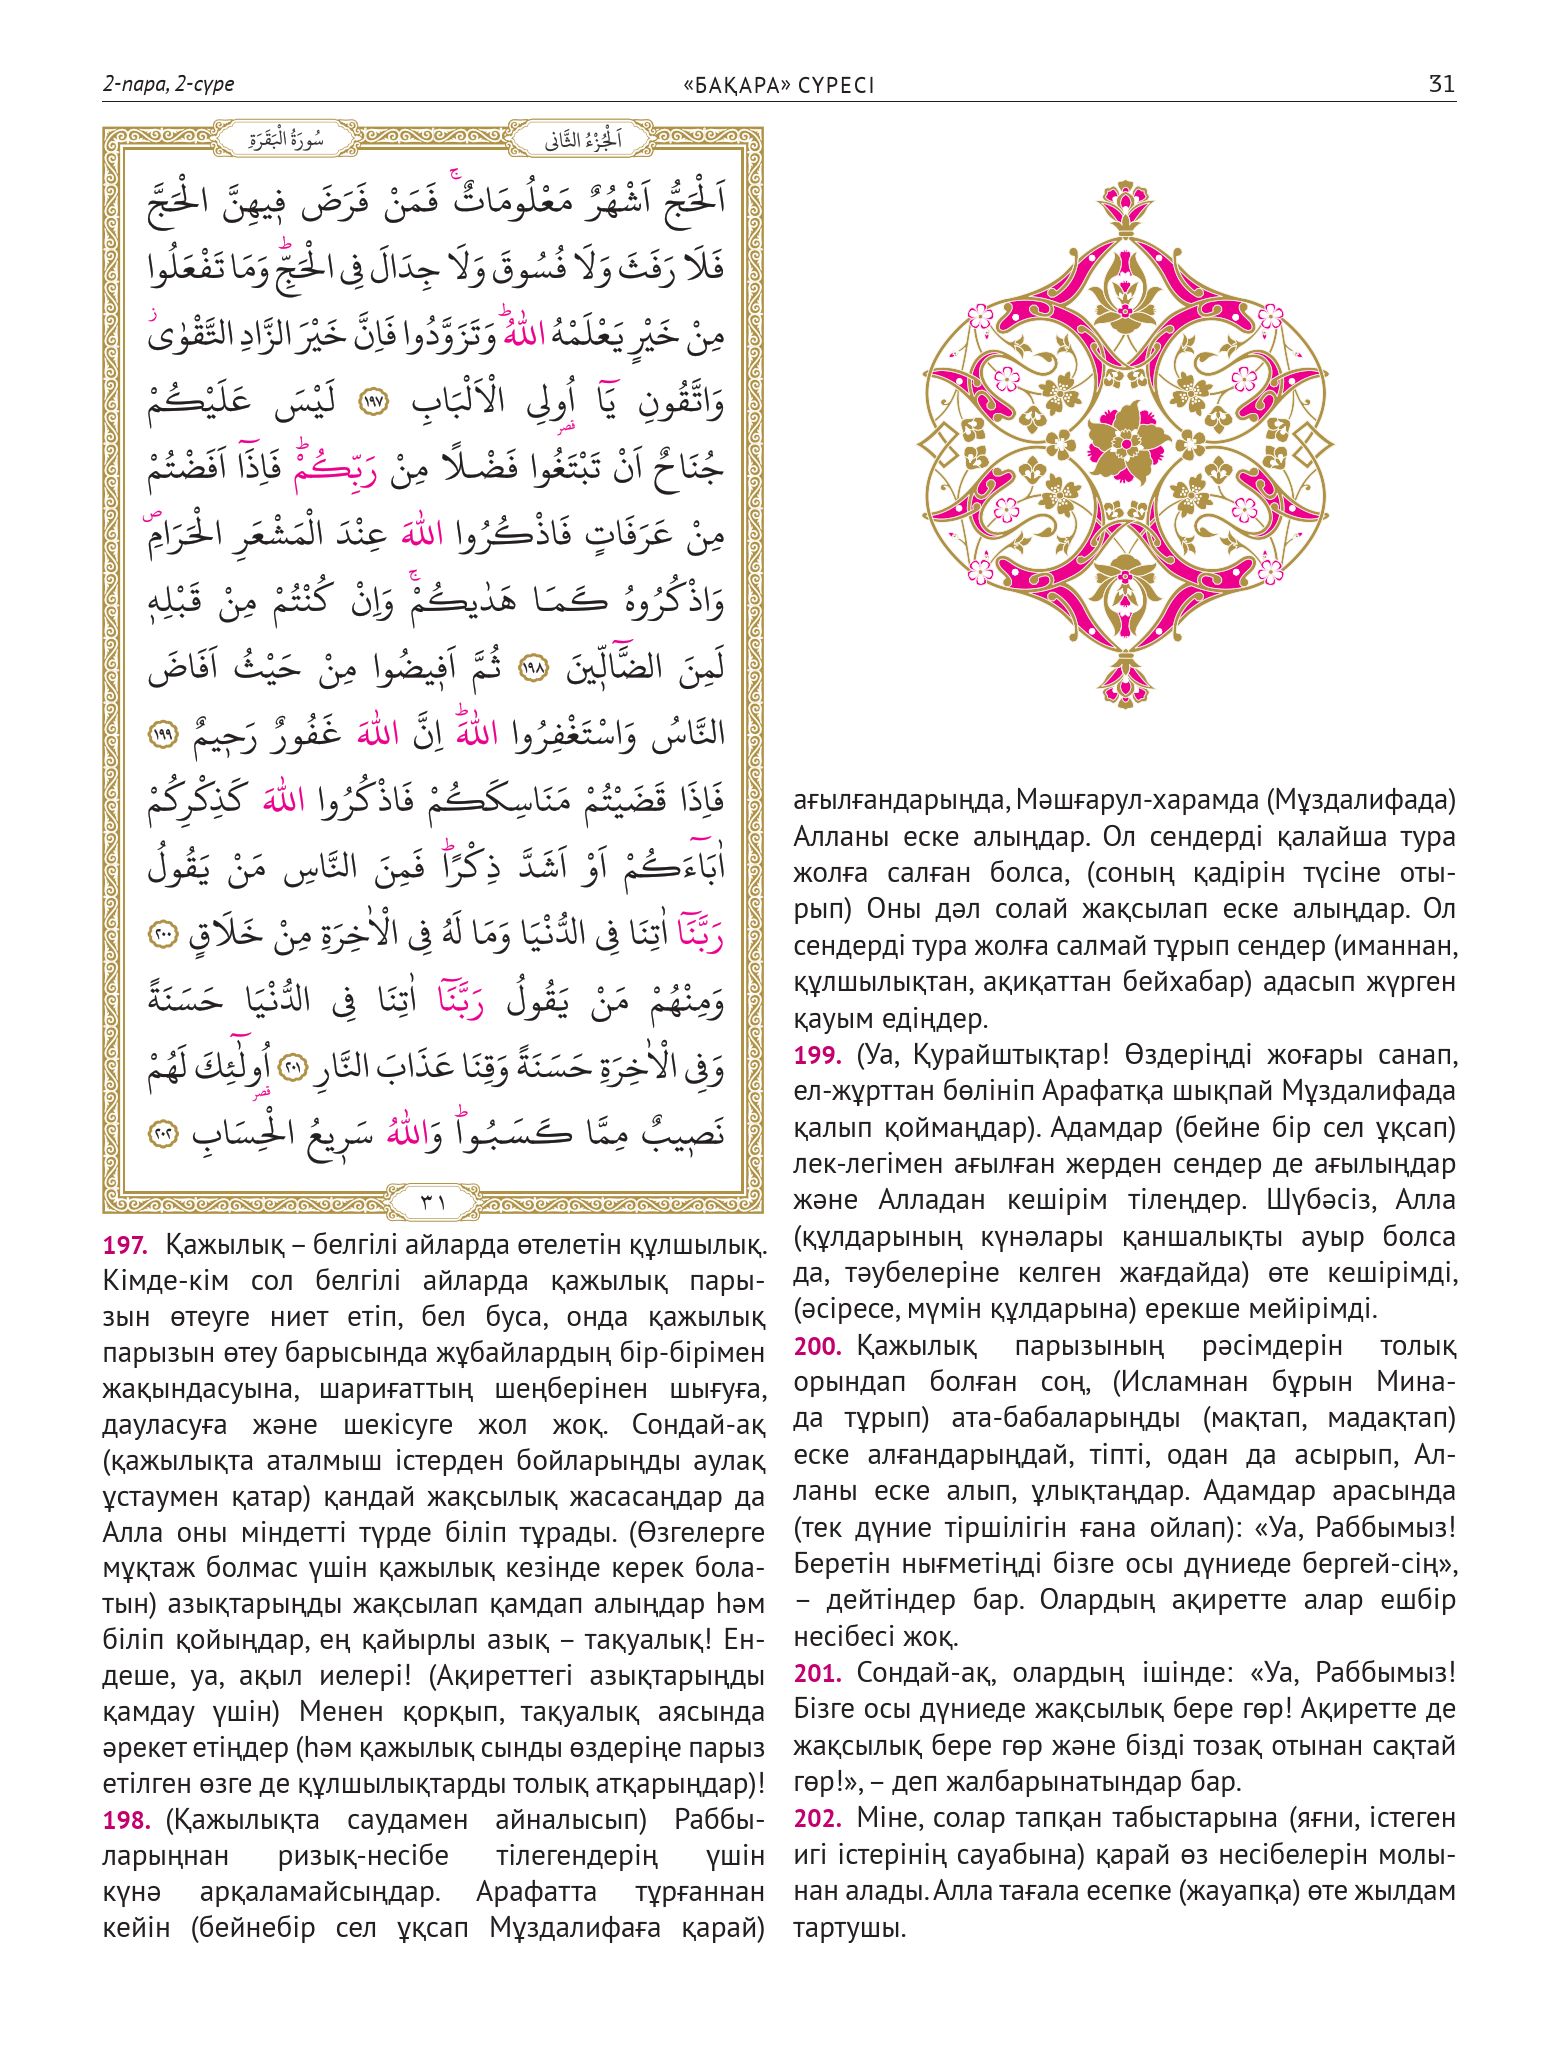 2-пара, 2-сүре
«БАҚАРА» СҮРЕСІ
31
اَلْجُزْءُ الثَّانٖى
سُورَةُ الْبَقَرَةِ
اَلْحَجُّ اَشْهُرٌ مَعْلُومَاتٌۚ فَمَنْ فَرَضَ فٖيهِنَّ الْحَجَّ
فَلَا رَفَثَ وَلَا فُسُوقَ وَلَا جِدَالَ فِى الْحَجِّؕ وَمَا تَفْعَلُوا
مِنْ خَيْرٍ يَعْلَمْهُ اللّٰهُؕ وَتَزَوَّدُوا فَاِنَّ خَيْرَ الزَّادِ التَّقْوٰىؗ
وَاتَّقُونِ يَٓا اُولِى الْاَلْبَابِ ﴿١٩٧﴾ لَيْسَ عَلَيْكُمْ
جُنَاحٌ اَنْ تَبْتَغُوا فَضْلًا مِنْ رَبِّكُمْؕ فَاِذَٓا اَفَضْتُمْ
مِنْ عَرَفَاتٍ فَاذْكُرُوا اللّٰهَ عِنْدَ الْمَشْعَرِ الْحَرَامِࣕ
وَاذْكُرُوهُ كَمَا هَدٰيكُمْۚ وَاِنْ كُنْتُمْ مِنْ قَبْلِهٖ
لَمِنَ الضَّٓالّٖينَ ﴿١٩٨﴾ ثُمَّ اَفٖيضُوا مِنْ حَيْثُ اَفَاضَ
النَّاسُ وَاسْتَغْفِرُوا اللّٰهَؕ اِنَّ اللّٰهَ غَفُورٌ رَحٖيمٌ ﴿١٩٩﴾
فَاِذَا قَضَيْتُمْ مَنَاسِكَكُمْ فَاذْكُرُوا اللّٰهَ كَذِكْرِكُمْ
اٰبَٓاءَكُمْ اَوْ اَشَدَّ ذِكْرًاؕ فَمِنَ النَّاسِ مَنْ يَقُولُ
رَبَّنَٓا اٰتِنَا فِى الدُّنْيَا وَمَا لَهُ فِى الْاٰخِرَةِ مِنْ خَلَاقٍ ﴿٢٠٠﴾
وَمِنْهُمْ مَنْ يَقُولُ رَبَّنَٓا اٰتِنَا فِى الدُّنْيَا حَسَنَةً
وَفِى الْاٰخِرَةِ حَسَنَةً وَقِنَا عَذَابَ النَّارِ ﴿٢٠١﴾ اُولٰٓئِكَ لَهُمْ
نَصٖيبٌ مِمَّا كَسَبُواؕ وَاللّٰهُ سَرٖيعُ الْحِسَابِ ﴿٢٠٢﴾
٣١
197. Қажылық – белгілі айларда өтелетін құлшылық.
Кімде-кім сол белгілі айларда қажылық пары-
зын өтеуге ниет етіп, бел буса, онда қажылық
парызын өтеу барысында жұбайлардың бір-бірімен
жақындасуына, шариғаттың шеңберінен шығуға,
дауласуға және шекісуге жол жоқ. Сондай-ақ
(қажылықта аталмыш істерден бойларыңды аулақ
ұстаумен қатар) қандай жақсылық жасасаңдар да
Алла оны міндетті түрде біліп тұрады. (Өзгелерге
мұқтаж болмас үшін қажылық кезінде керек бола-
тын) азықтарыңды жақсылап қамдап алыңдар һәм
біліп қойыңдар, ең қайырлы азық – тақуалық! Ен-
деше, уа, ақыл иелері! (Ақиреттегі азықтарыңды
қамдау үшін) Менен қорқып, тақуалық аясында
әрекет етіңдер (һәм қажылық сынды өздеріңе парыз
етілген өзге де құлшылықтарды толық атқарыңдар)!
198. (Қажылықта саудамен айналысып) Раббы-
ларыңнан ризық-несібе тілегендерің үшін
күнә арқаламайсыңдар. Арафатта тұрғаннан
кейін (бейнебір сел ұқсап Мұздалифаға қарай)
ағылғандарыңда, Мәшғарул-харамда (Мұздалифада)
Алланы еске алыңдар. Ол сендерді қалайша тура
жолға салған болса, (соның қадірін түсіне оты-
рып) Оны дәл солай жақсылап еске алыңдар. Ол
сендерді тура жолға салмай тұрып сендер (иманнан,
құлшылықтан, ақиқаттан бейхабар) адасып жүрген
қауым едіңдер.
199. (Уа, Құрайштықтар! Өздеріңді жоғары санап,
ел-жұрттан бөлініп Арафатқа шықпай Мұздалифада
қалып қоймаңдар). Адамдар (бейне бір сел ұқсап)
лек-легімен ағылған жерден сендер де ағылыңдар
және Алладан кешірім тілеңдер. Шүбәсіз, Алла
(құлдарының күнәлары қаншалықты ауыр болса
да, тәубелеріне келген жағдайда) өте кешірімді,
(әсіресе, мүмін құлдарына) ерекше мейірімді.
200. Қажылық парызының рәсімдерін толық
орындап болған соң, (Исламнан бұрын Мина-
да тұрып) ата-бабаларыңды (мақтап, мадақтап)
еске алғандарыңдай, тіпті, одан да асырып, Ал-
ланы еске алып, ұлықтаңдар. Адамдар арасында
(тек дүние тіршілігін ғана ойлап): «Уа, Раббымыз!
Беретін нығметіңді бізге осы дүниеде бергей-сің»,
– дейтіндер бар. Олардың ақиретте алар ешбір
несібесі жоқ.
201. Сондай-ақ, олардың ішінде: «Уа, Раббымыз!
Бізге осы дүниеде жақсылық бере гөр! Ақиретте де
жақсылық бере гөр және бізді тозақ отынан сақтай
гөр!», – деп жалбарынатындар бар.
202. Міне, солар тапқан табыстарына (яғни, істеген
игі істерінің сауабына) қарай өз несібелерін молы-
нан алады. Алла тағала есепке (жауапқа) өте жылдам
тартушы.